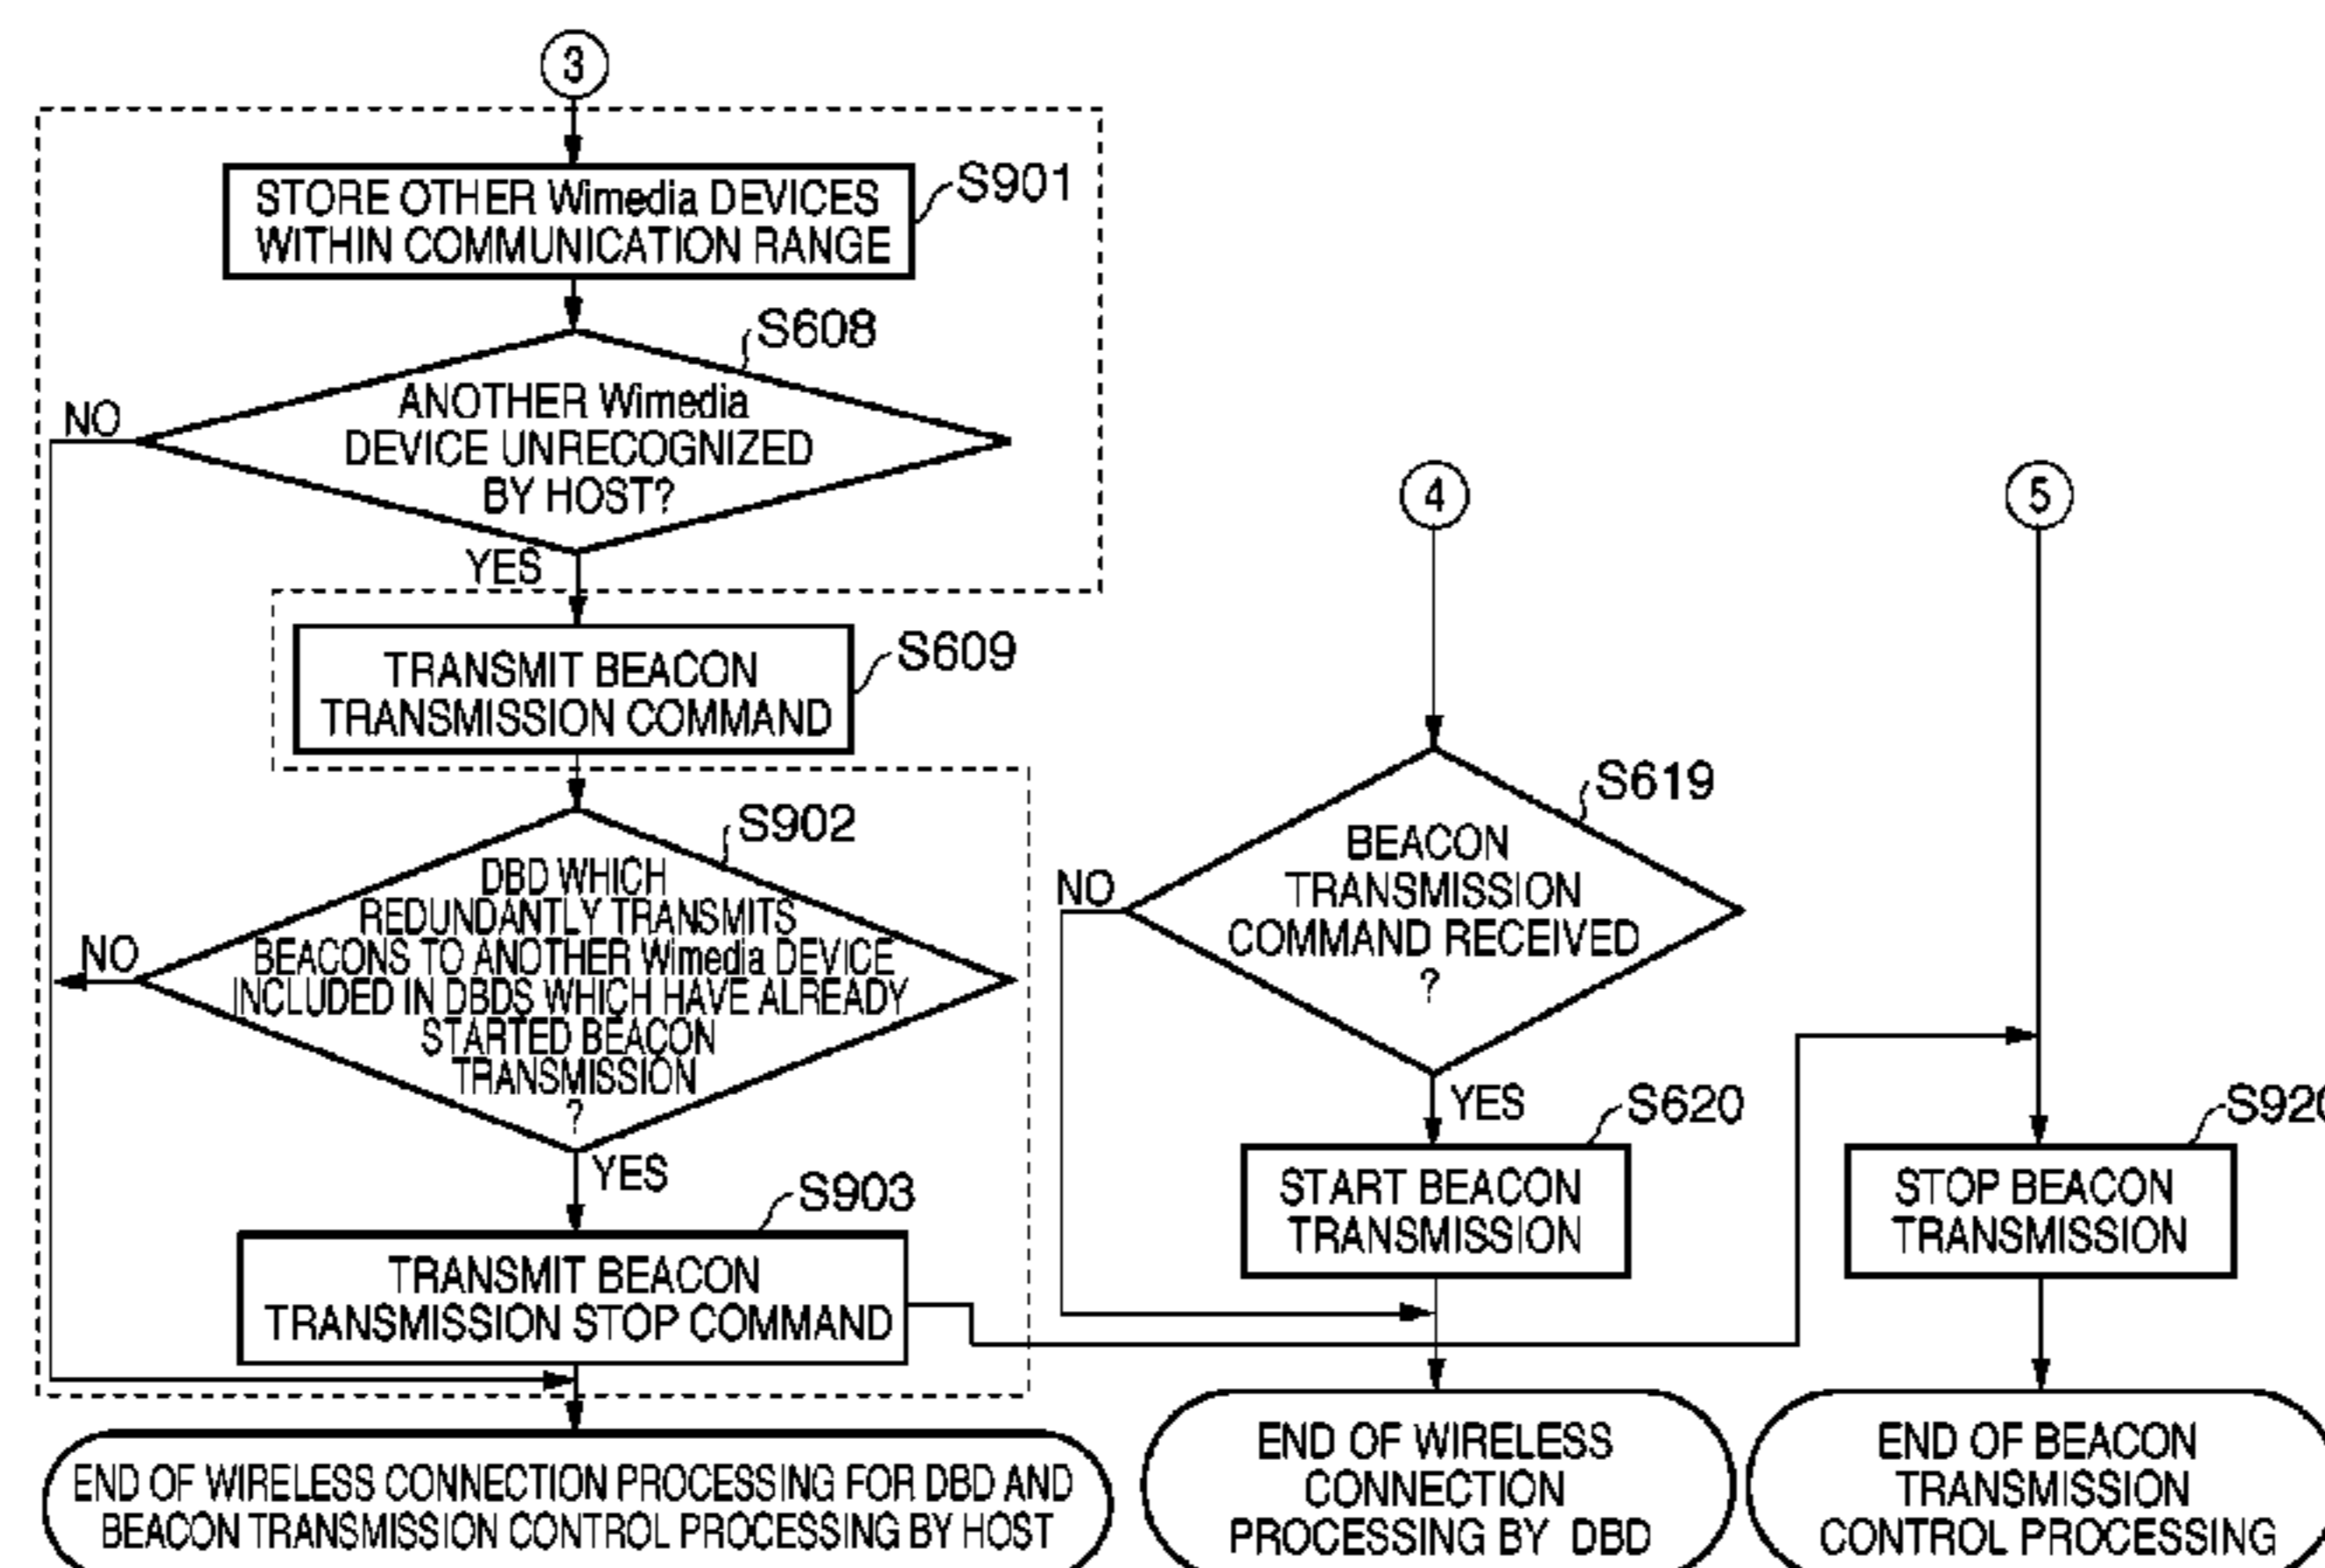 3
STORE OTHER Wimedia DEVICES
WITHIN COMMUNICATION RANGE
S901
S608
ANOTHER Wimedia
DEVICE UNRECOGNIZED
BY HOST?
NO
YES
TRANSMIT BEACON
TRANSMISSION COMMAND
S609
S902
DBD WHICH
REDUNDANTLY TRANSMITS
BEACONS TO ANOTHER Wimedia DEVICE
INCLUDED IN DBDS WHICH HAVE ALREADY
STARTED BEACON
TRANSMISSION
?
NO
YES
S903
TRANSMIT BEACON
TRANSMISSION STOP COMMAND
END OF WIRELESS CONNECTION PROCESSING FOR DBD AND
BEACON TRANSMISSION CONTROL PROCESSING BY HOST
4
S619
BEACON
TRANSMISSION
COMMAND RECEIVED
?
NO
YES
S620
START BEACON
TRANSMISSION
END OF WIRELESS
CONNECTION
PROCESSING BY DBD
5
S920
STOP BEACON
TRANSMISSION
END OF BEACON
TRANSMISSION
CONTROL PROCESSING